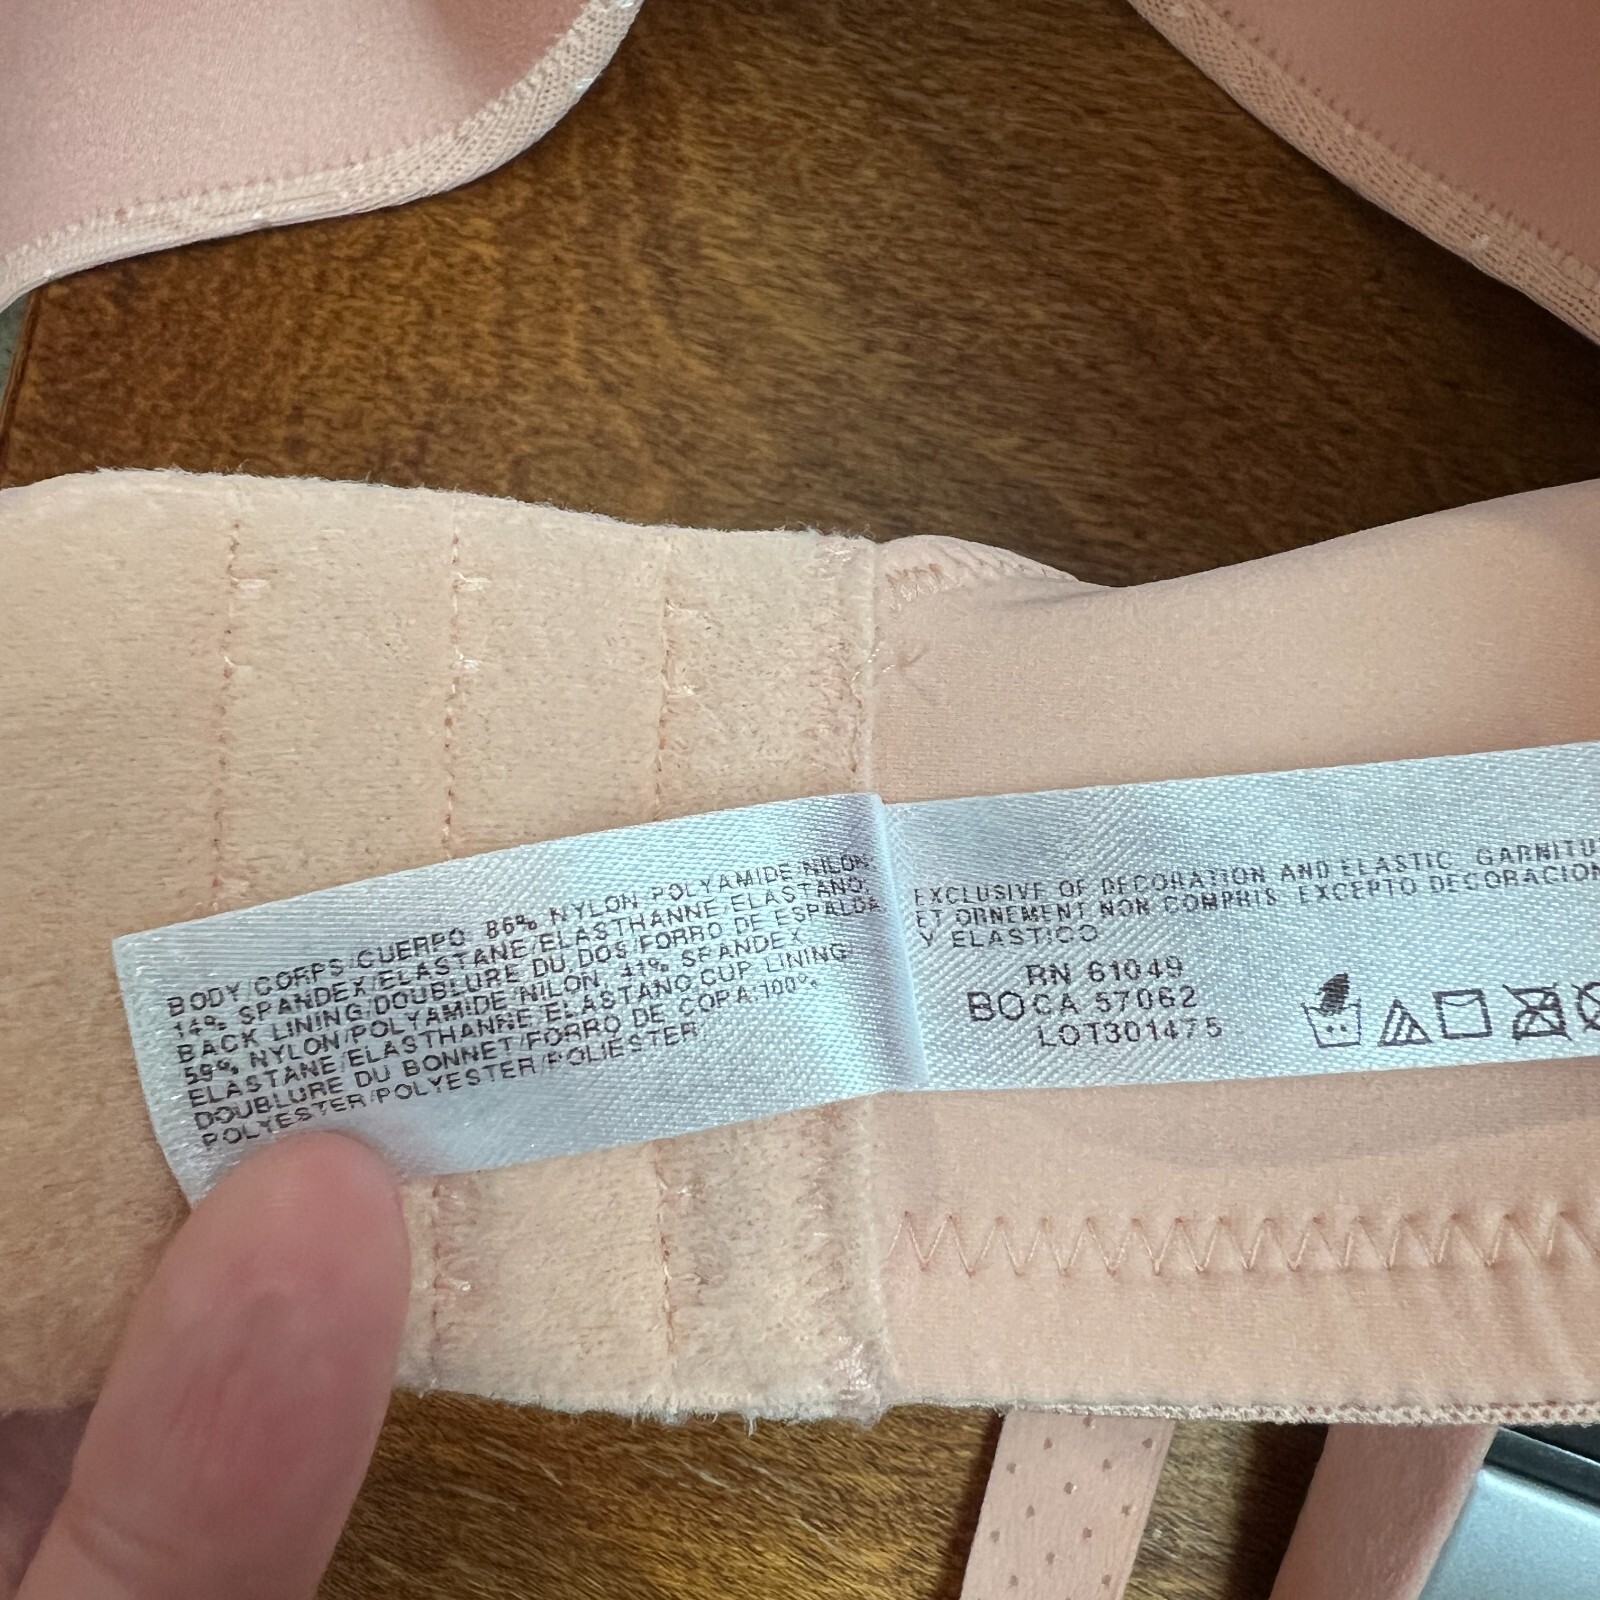 BODY/CORPS/CUERPO 86% NYLON POLYAMIDE NILON
14% SPANDEX/ELASTANE/ELASTHANNE/ELASTANO.
BACK LINING/DOUBLURE DU DOS/FORRO DE ESPALDA
59% NYLON/POLYAMIDE/NILON, 41% SPANDEX
ELASTANE/ELASTHANNE/ELASTANO CUP LINING
DOUBLURE DU BONNET/FORRO DE COPA:100%
POLYESTER/POLYESTER/POLIESTER
EXCLUSIVE OF DECORATION AND ELASTIC GARNITU
ET ORNEMENT NON COMPRIS EXCEPTO DECORACION
Y ELASTICO
RN 61049
BOCA 57062
LOT301475